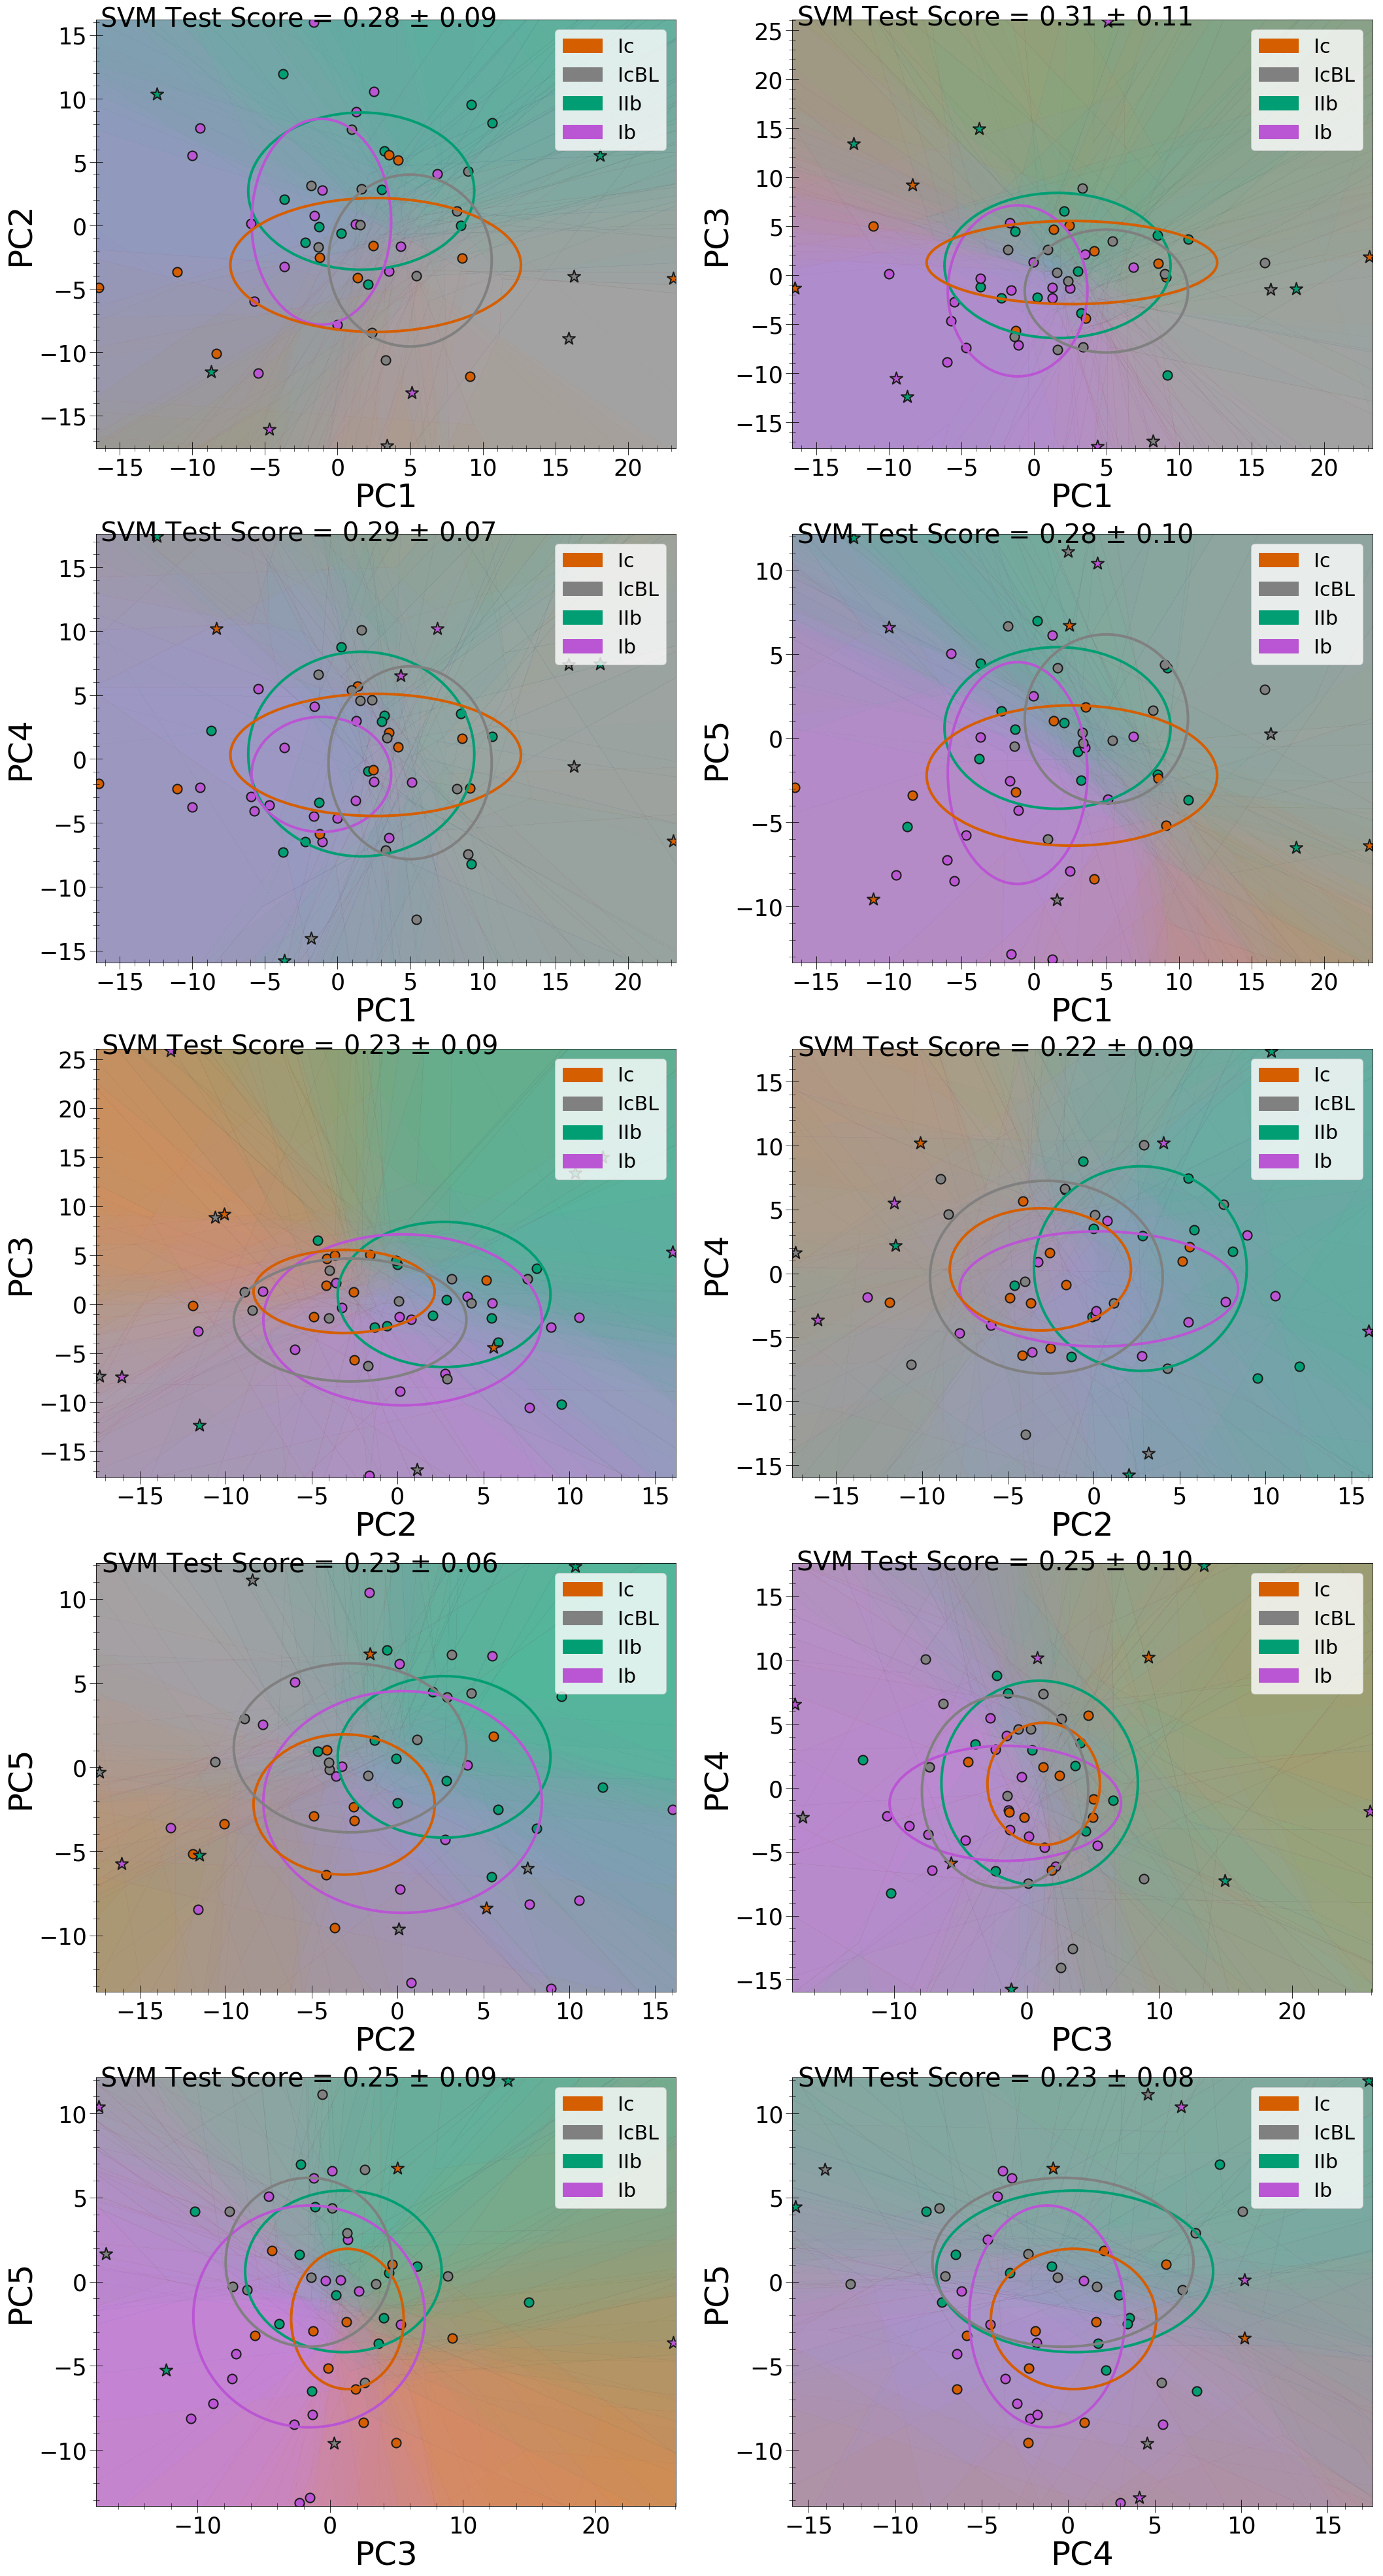 SVM Test Score = 0.28 ± 0.09
Ic
IcBL
IIb
Ib
15
10
5
0
−5
−10
−15
PC2
−15 −10 −5 0 5 10 15 20
PC1
SVM Test Score = 0.31 ± 0.11
Ic
IcBL
IIb
Ib
25
20
15
10
5
0
−5
−10
−15
PC3
−15 −10 −5 0 5 10 15 20
PC1
SVM Test Score = 0.29 ± 0.07
Ic
IcBL
IIb
Ib
15
10
5
0
−5
−10
−15
PC4
−15 −10 −5 0 5 10 15 20
PC1
SVM Test Score = 0.28 ± 0.10
Ic
IcBL
IIb
Ib
10
5
0
−5
−10
PC5
−15 −10 −5 0 5 10 15 20
PC1
SVM Test Score = 0.23 ± 0.09
Ic
IcBL
IIb
Ib
25
20
15
10
5
0
−5
−10
−15
PC3
−15 −10 −5 0 5 10 15
PC2
SVM Test Score = 0.22 ± 0.09
Ic
IcBL
IIb
Ib
15
10
5
0
−5
−10
−15
PC4
−15 −10 −5 0 5 10 15
PC2
SVM Test Score = 0.23 ± 0.06
Ic
IcBL
IIb
Ib
10
5
0
−5
−10
PC5
−15 −10 −5 0 5 10 15
PC2
SVM Test Score = 0.25 ± 0.10
Ic
IcBL
IIb
Ib
15
10
5
0
−5
−10
−15
PC4
−10 0 10 20
PC3
SVM Test Score = 0.25 ± 0.09
Ic
IcBL
IIb
Ib
10
5
0
−5
−10
PC5
−10 0 10 20
PC3
SVM Test Score = 0.23 ± 0.08
Ic
IcBL
IIb
Ib
10
5
0
−5
−10
PC5
−15 −10 −5 0 5 10 15
PC4